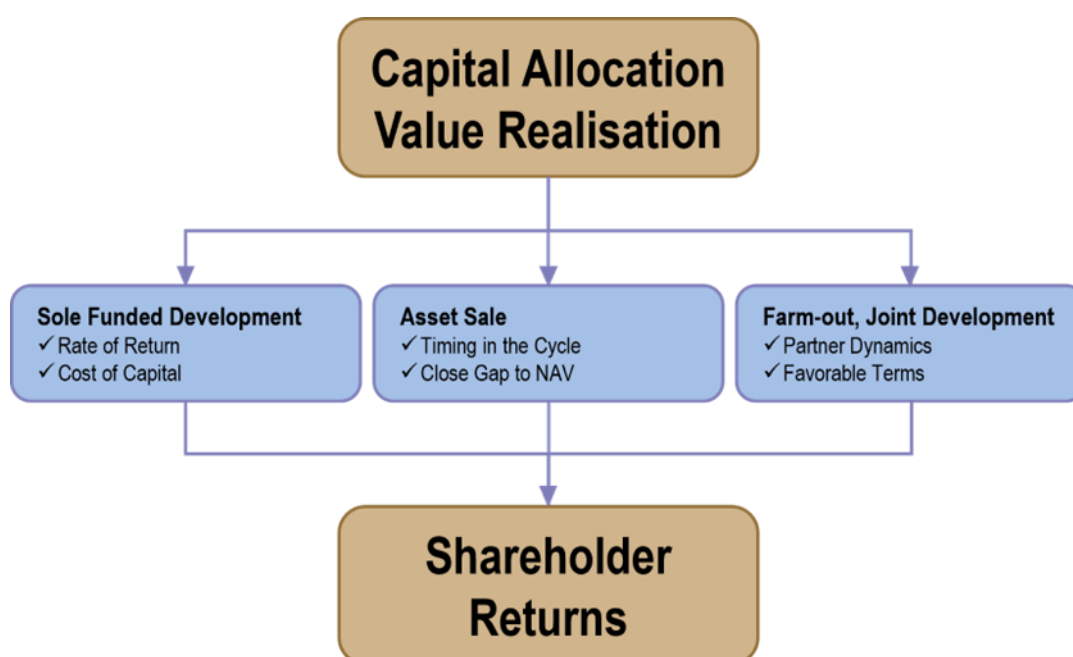 Capital Allocation
Value Realisation
Sole Funded Development
✓ Rate of Return
✓ Cost of Capital
Asset Sale
✓ Timing in the Cycle
✓ Close Gap to NAV
Farm-out, Joint Development
✓ Partner Dynamics
✓ Favorable Terms
Shareholder
Returns